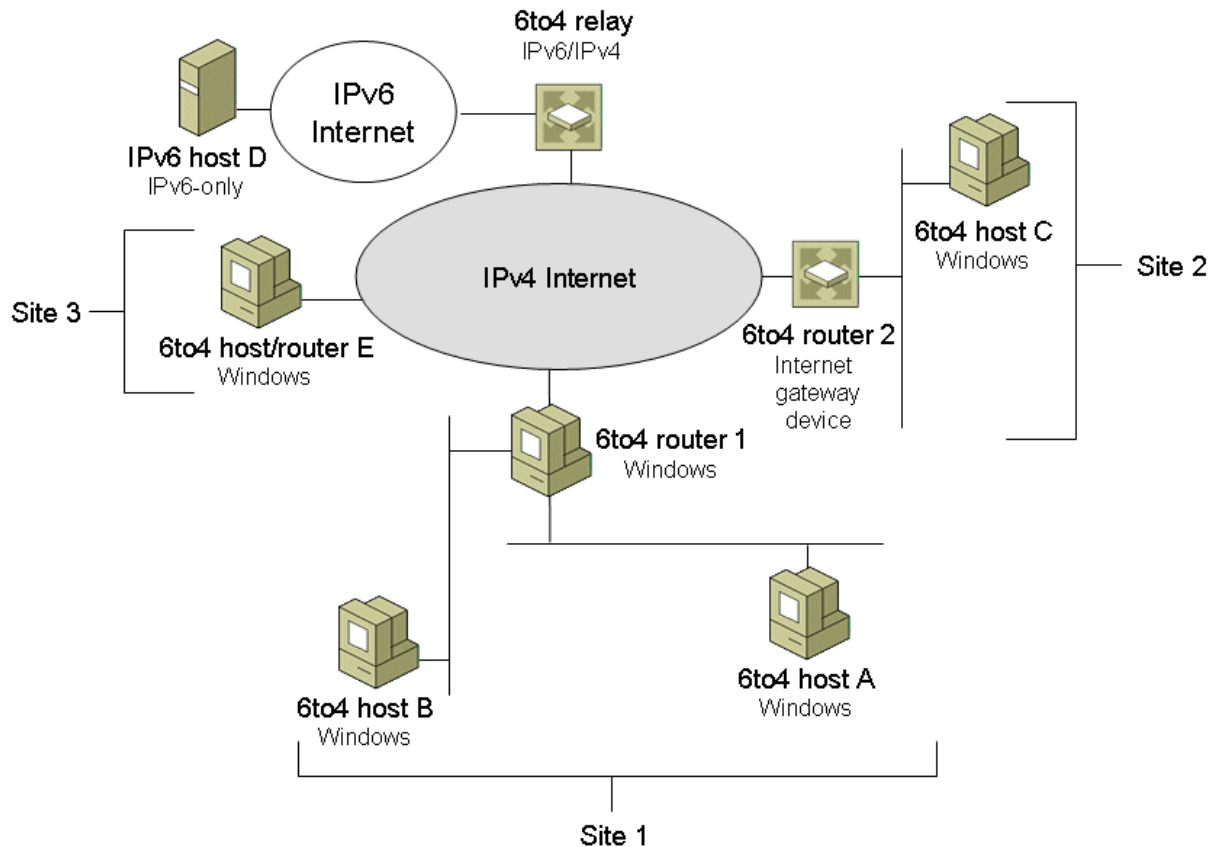 6to4 relay
IPv6/IPv4
IPv6
Internet
IPv6 host D
IPv6-only
6to4 host C
Windows
Site 2
IPv4 Internet
Site 3
6to4 host/router E
Windows
6to4 router 2
Internet
gateway
device
6to4 router 1
Windows
6to4 host A
Windows
6to4 host B
Windows
Site 1